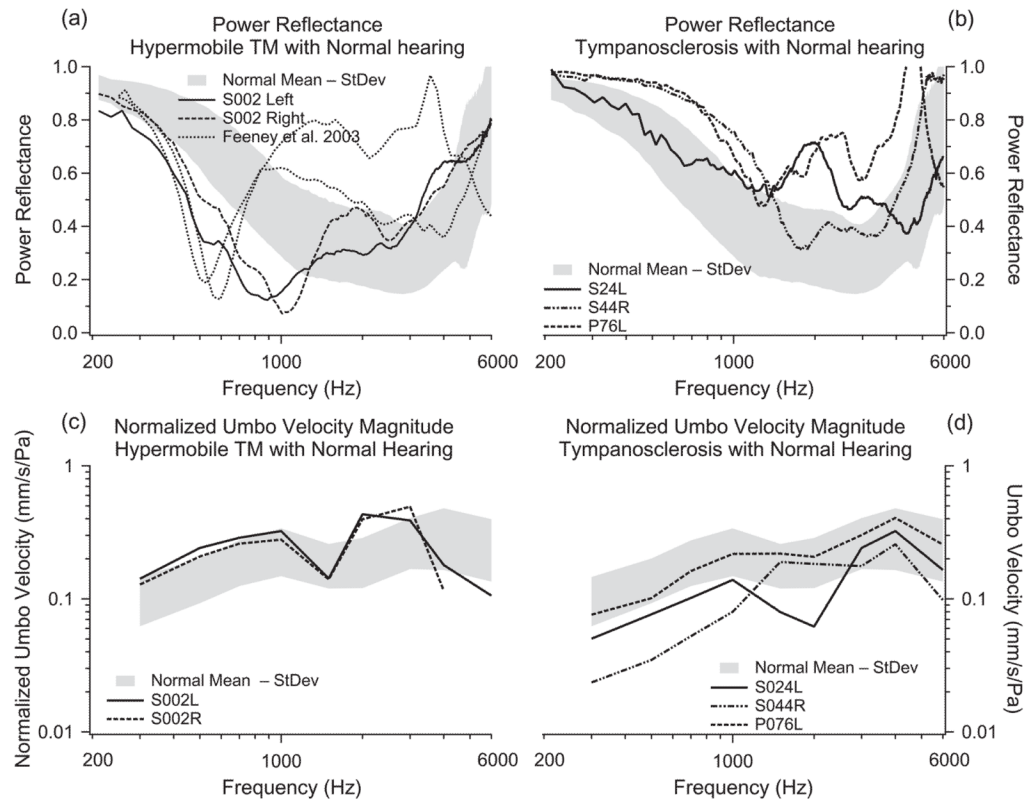 (a)
Power Reflectance
Hypermobile TM with Normal hearing
Power Reflectance
1.0
0.8
0.6
0.4
0.2
0.0
Normal Mean – StDev
S002 Left
S002 Right
Feeney et al. 2003
200
1000
6000
Frequency (Hz)
(b)
Power Reflectance
Tympanosclerosis with Normal hearing
1.0
0.8
0.6
0.4
0.2
0.0
Power Reflectance
Normal Mean – StDev
S24L
S44R
P76L
200
1000
6000
Frequency (Hz)
(c)
Normalized Umbo Velocity Magnitude
Hypermobile TM with Normal Hearing
Normalized Umbo Velocity (mm/s/Pa)
1
0.1
0.01
Normal Mean – StDev
S002L
S002R
200
1000
6000
Frequency (Hz)
(d)
Normalized Umbo Velocity Magnitude
Tympanosclerosis with Normal Hearing
1
0.1
0.01
Umbo Velocity (mm/s/Pa)
Normal Mean – StDev
S024L
S044R
P076L
200
1000
6000
Frequency (Hz)